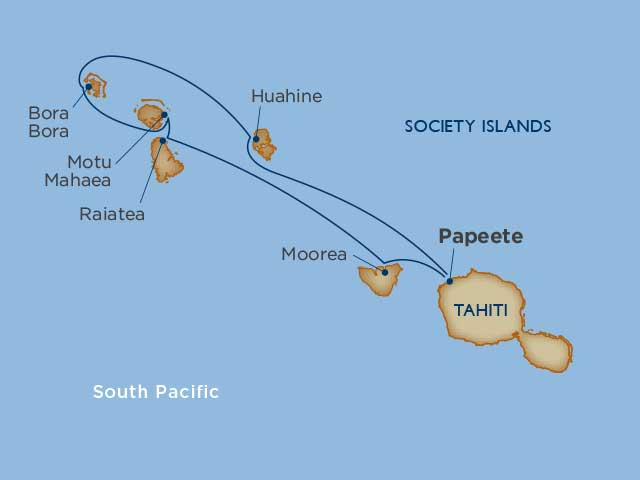 Huahine
Bora
Bora
SOCIETY ISLANDS
Motu
Mahaea
Raiatea
Papeete
Moorea
TAHITI
South Pacific